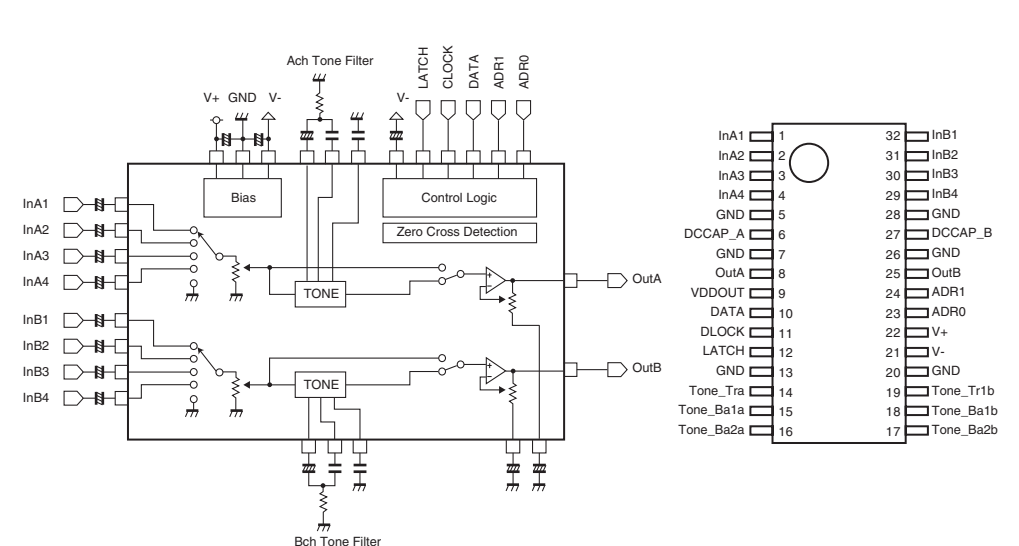 Ach Tone Filter
LATCH
CLOCK
DATA
ADR1
ADR0
V+ GND V-
V-
Bias
Control Logic
Zero Cross Detection
InA1
InA2
InA3
InA4
TONE
OutA
InB1
InB2
InB3
InB4
TONE
OutB
Bch Tone Filter
InA1 1 32 InB1
InA2 2 31 InB2
InA3 3 30 InB3
InA4 4 29 InB4
GND 5 28 GND
DCCAP_A 6 27 DCCAP_B
GND 7 26 GND
OutA 8 25 OutB
VDDOUT 9 24 ADR1
DATA 10 23 ADR0
DLOCK 11 22 V+
LATCH 12 21 V-
GND 13 20 GND
Tone_Tra 14 19 Tone_Tr1b
Tone_Ba1a 15 18 Tone_Ba1b
Tone_Ba2a 16 17 Tone_Ba2b